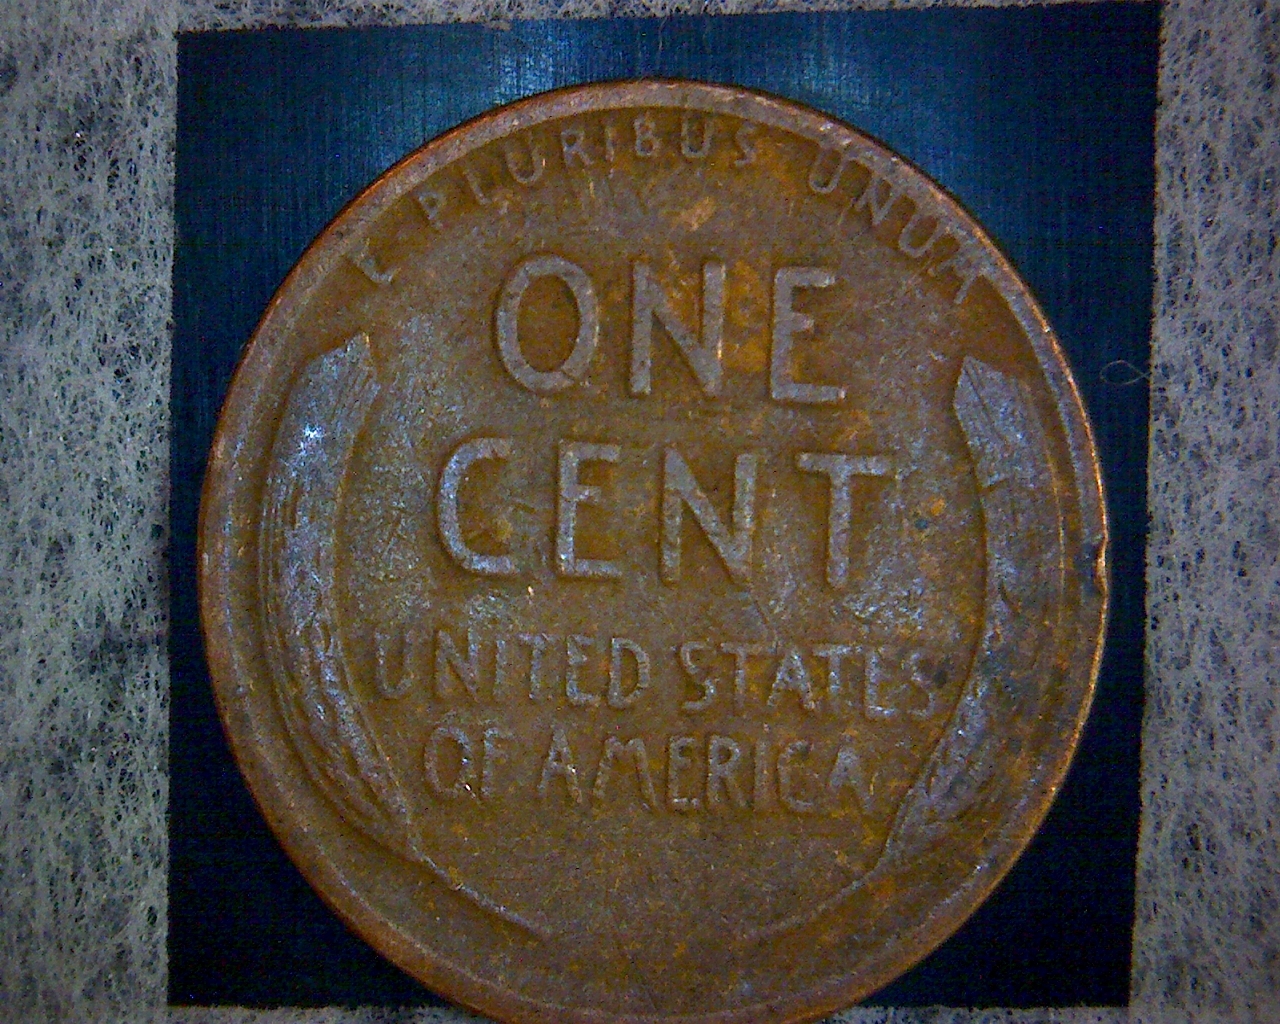 E PLURIBUS UNUM
ONE
CENT
UNITED STATES
OF AMERICA